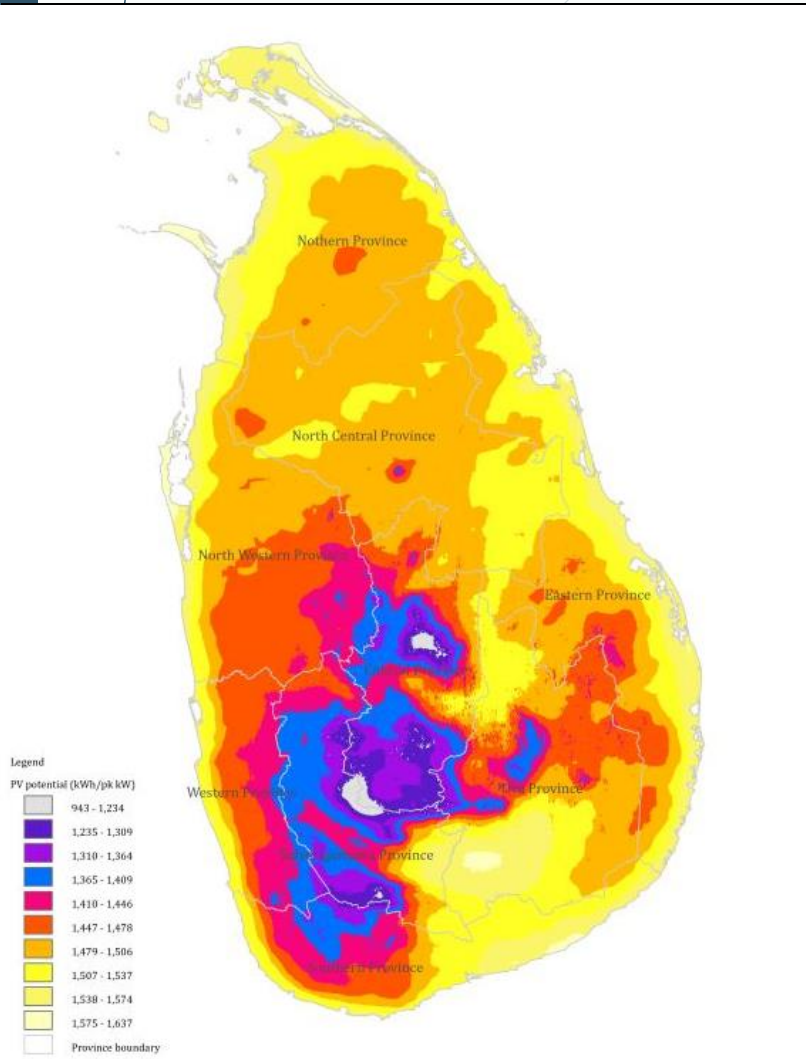 Nothern Province
North Central Province
North Western Province
Eastern Province
Western Province
Uva Province
Province
Southern Province
Legend
PV potential (kWh/pk kW)
943 - 1,234
1,235 - 1,309
1,310 - 1,364
1,365 - 1,409
1,410 - 1,446
1,447 - 1,478
1,479 - 1,506
1,507 - 1,537
1,538 - 1,574
1,575 - 1,637
Province boundary